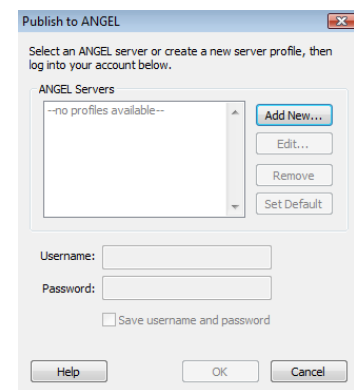 Publish to ANGEL
Select an ANGEL server or create a new server profile, then
log into your account below.
ANGEL Servers
--no profiles available--
Add New...
Edit...
Remove
Set Default
Username:
Password:
Save username and password
Help
OK
Cancel